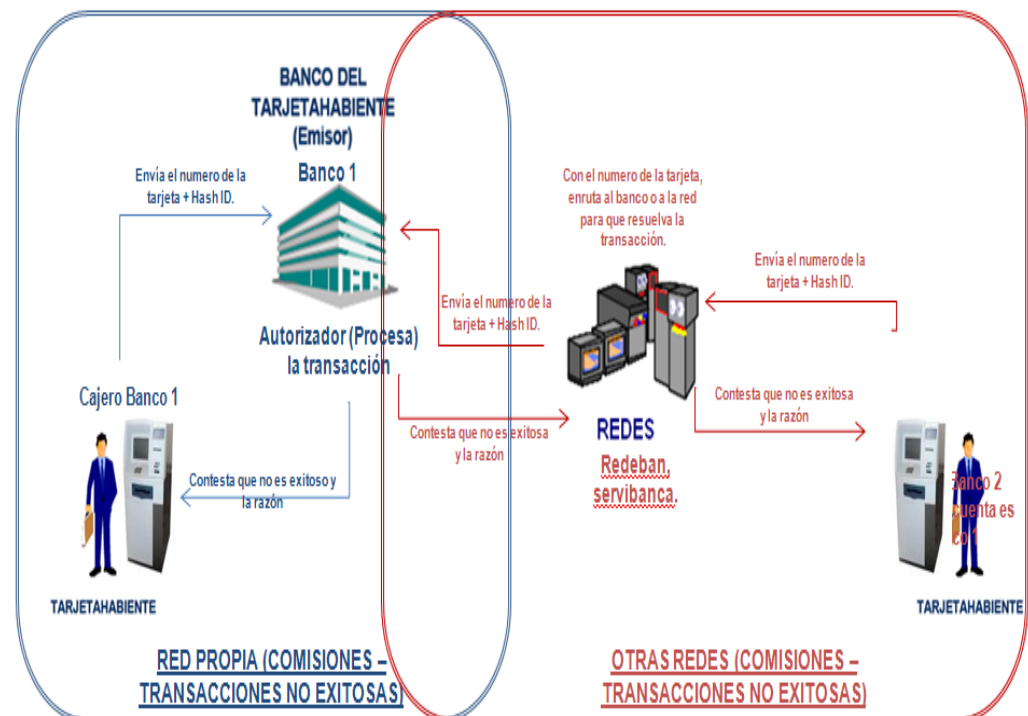 BANCO DEL
TARJETAHABIENTE
(Emisor)
Banco 1
Envía el numero de la
tarjeta + Hash ID.
Autorizador (Procesa)
la transacción
Cajero Banco 1
Contesta que no es exitoso y
la razón
TARJETAHABIENTE
RED PROPIA (COMISIONES –
TRANSACCIONES NO EXITOSAS)
Con el numero de la tarjeta,
enruta al banco o a la red
para que resuelva la
transacción.
Envía el numero de la
tarjeta + Hash ID.
Envía el numero de la
tarjeta + Hash ID.
Contesta que no es exitosa
y la razón
REDES
Redeban,
servibanca.
Contesta que no es exitosa
y la razón
Banco 2
cuenta es
co 1
TARJETAHABIENTE
OTRAS REDES (COMISIONES –
TRANSACCIONES NO EXITOSAS)